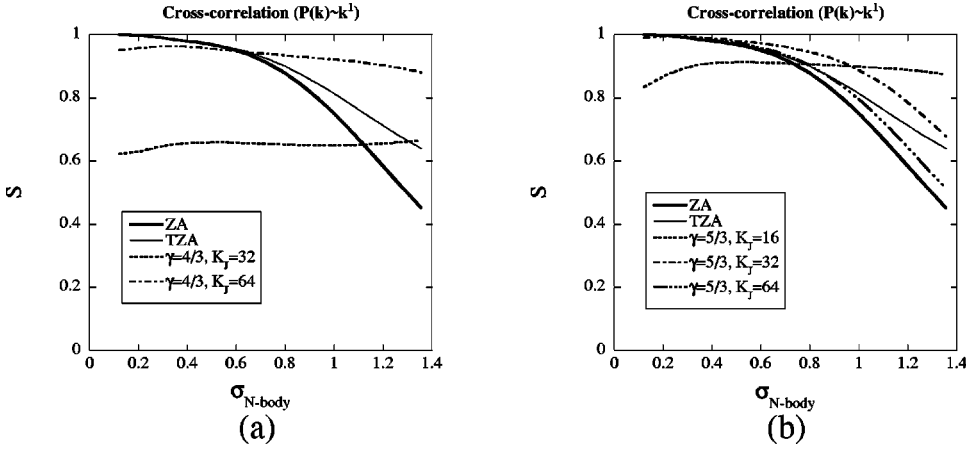 Cross-correlation (P(k)~k¹)
1
0.8
0.6
0.4
0.2
0
S
ZA
TZA
γ=4/3, K_J=32
γ=4/3, K_J=64
0 0.2 0.4 0.6 0.8 1 1.2 1.4
σ_N-body
(a)
Cross-correlation (P(k)~k¹)
1
0.8
0.6
0.4
0.2
0
S
ZA
TZA
γ=5/3, K_J=16
γ=5/3, K_J=32
γ=5/3, K_J=64
0 0.2 0.4 0.6 0.8 1 1.2 1.4
σ_N-body
(b)